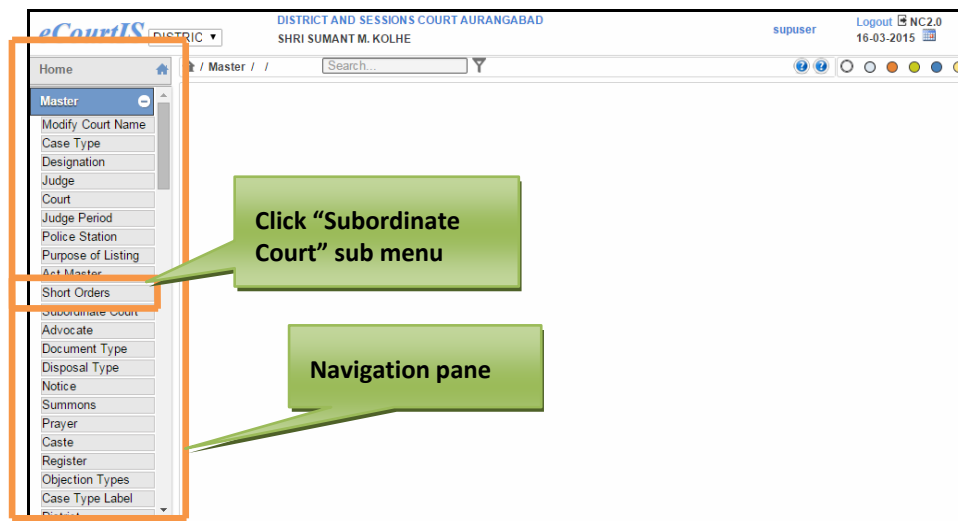 eCourtIS DISTRIC
DISTRICT AND SESSIONS COURT AURANGABAD
SHRI SUMANT M. KOLHE
supuser
Logout NC2.0
16-03-2015
Home
/ Master / /
Search...
Master
Modify Court Name
Case Type
Designation
Judge
Court
Judge Period
Police Station
Purpose of Listing
Act Master
Short Orders
Subordinate Court
Advocate
Document Type
Disposal Type
Notice
Summons
Prayer
Caste
Register
Objection Types
Case Type Label
District
Click “Subordinate
Court” sub menu
Navigation pane